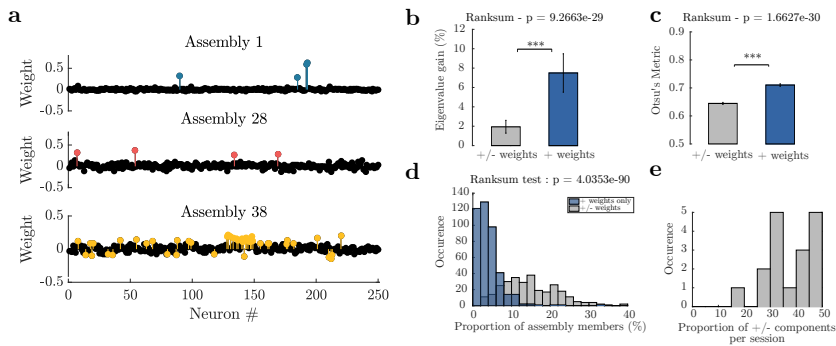 a
Assembly 1
Weight
0.5
0
-0.5
Assembly 28
Weight
0.5
0
-0.5
Assembly 38
Weight
0.5
0
-0.5
0 50 100 150 200 250
Neuron #
b
Ranksum - p = 9.2663e-29
Eigenvalue gain (%)
12
10
8
6
4
2
0
***
+/- weights + weights
c
Ranksum - p = 1.6627e-30
Otsu's Metric
0.9
0.8
0.7
0.6
0.5
***
+/- weights + weights
d
Ranksum test : p = 4.0353e-90
Occurence
140
120
100
80
60
40
20
0
+ weights only
+/- weights
0 10 20 30 40
Proportion of assembly members (%)
e
Occurence
5
4
3
2
1
0
0 10 20 30 40 50
Proportion of +/- components
per session